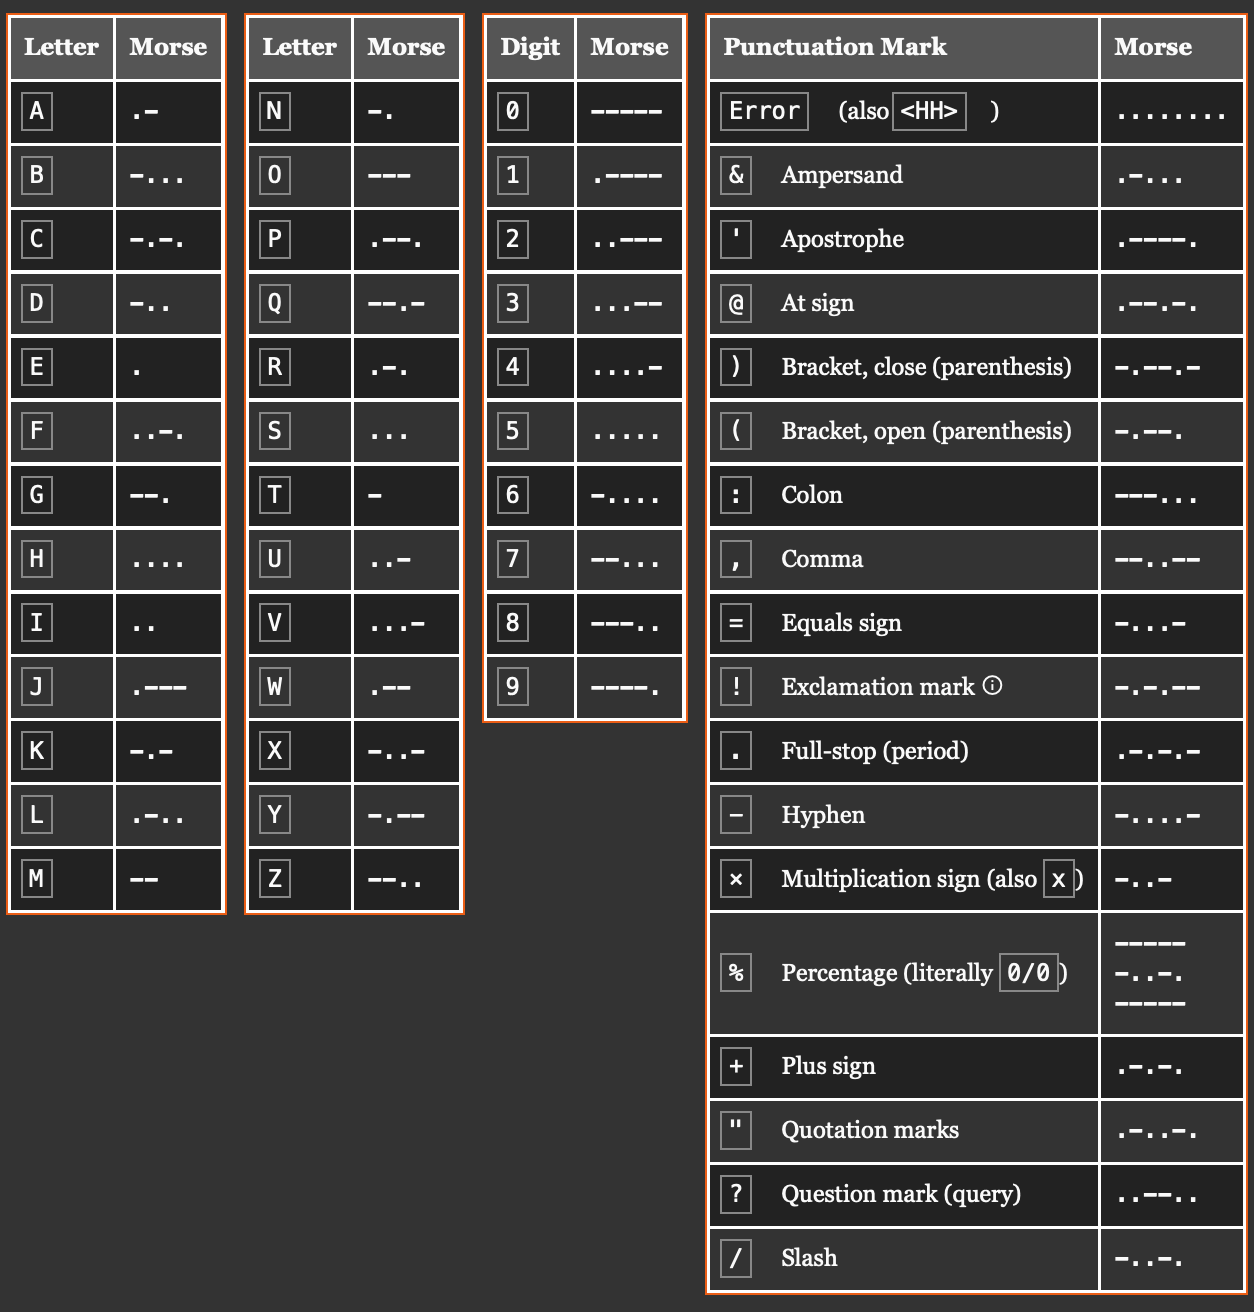 Letter Morse
A .-
B -...
C -.-.
D -..
E .
F ..-.
G --.
H ....
I ..
J .---
K -.-
L .-..
M --
Letter Morse
N -.
O ---
P .--.
Q --.-
R .-.
S ...
T -
U ..-
V ...-
W .--
X -..-
Y -.--
Z --..
Digit Morse
0 -----
1 .----
2 ..---
3 ...--
4 ....-
5 .....
6 -....
7 --...
8 ---..
9 ----.
Punctuation Mark Morse
Error (also <HH> ) ........
& Ampersand .-...
' Apostrophe .----.
@ At sign .--.-.
) Bracket, close (parenthesis) -.--.-
( Bracket, open (parenthesis) -.--.
: Colon ---...
, Comma --..--
= Equals sign -...-
! Exclamation mark ⓘ -.-.--
. Full-stop (period) .-.-.-
− Hyphen -....-
× Multiplication sign (also x) -..-
% Percentage (literally 0/0) -----
-..-.
-----
+ Plus sign .-.-.
" Quotation marks .-..-.
? Question mark (query) ..--..
/ Slash -..-.